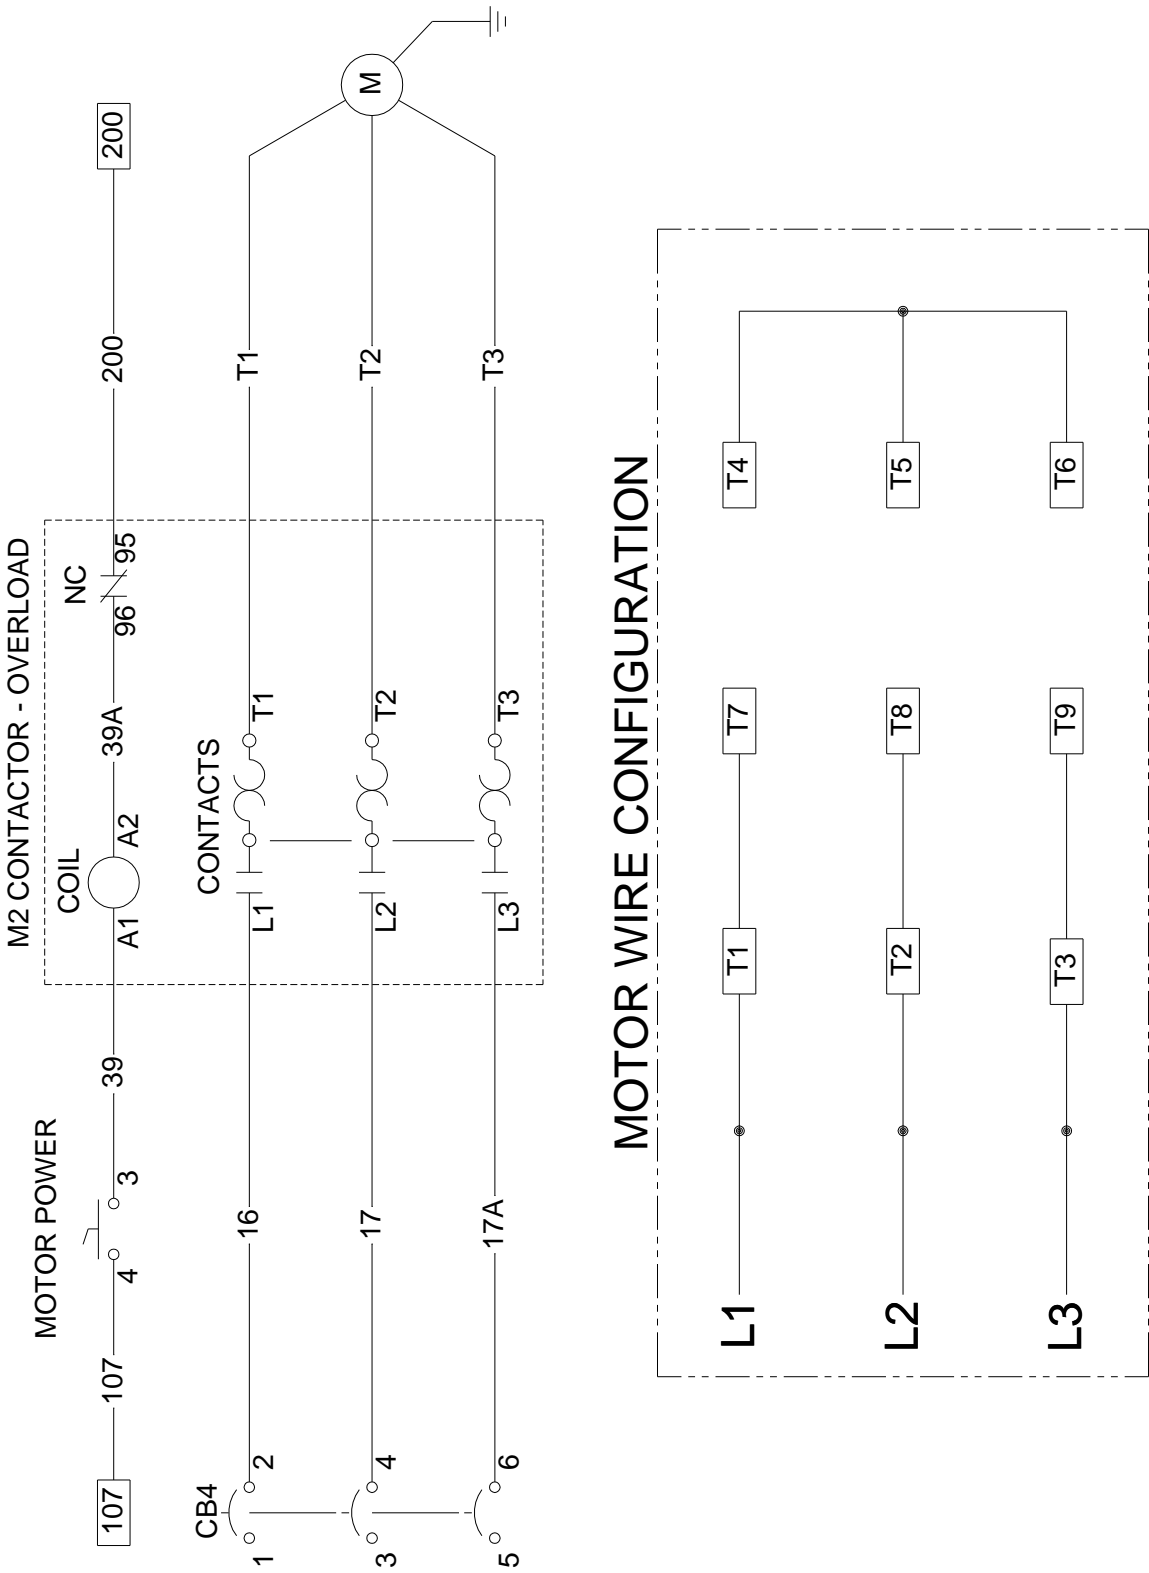 M2 CONTACTOR - OVERLOAD
MOTOR POWER
COIL
NC
107
107
4
3
39
A1
A2
39A
96
95
200
200
CB4
CONTACTS
1
2
16
L1
T1
T1
3
4
17
L2
T2
T2
M
5
6
17A
L3
T3
T3
MOTOR WIRE CONFIGURATION
L1
T1
T7
T4
L2
T2
T8
T5
L3
T3
T9
T6